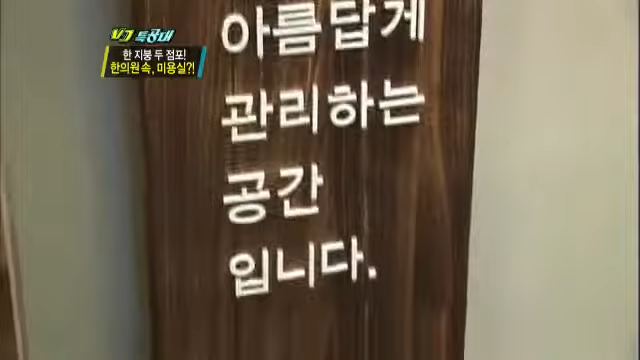 VJ 특공대
한 지붕 두 점포!
한의원 속, 미용실?!
아름답게
관리하는
공간
입니다.